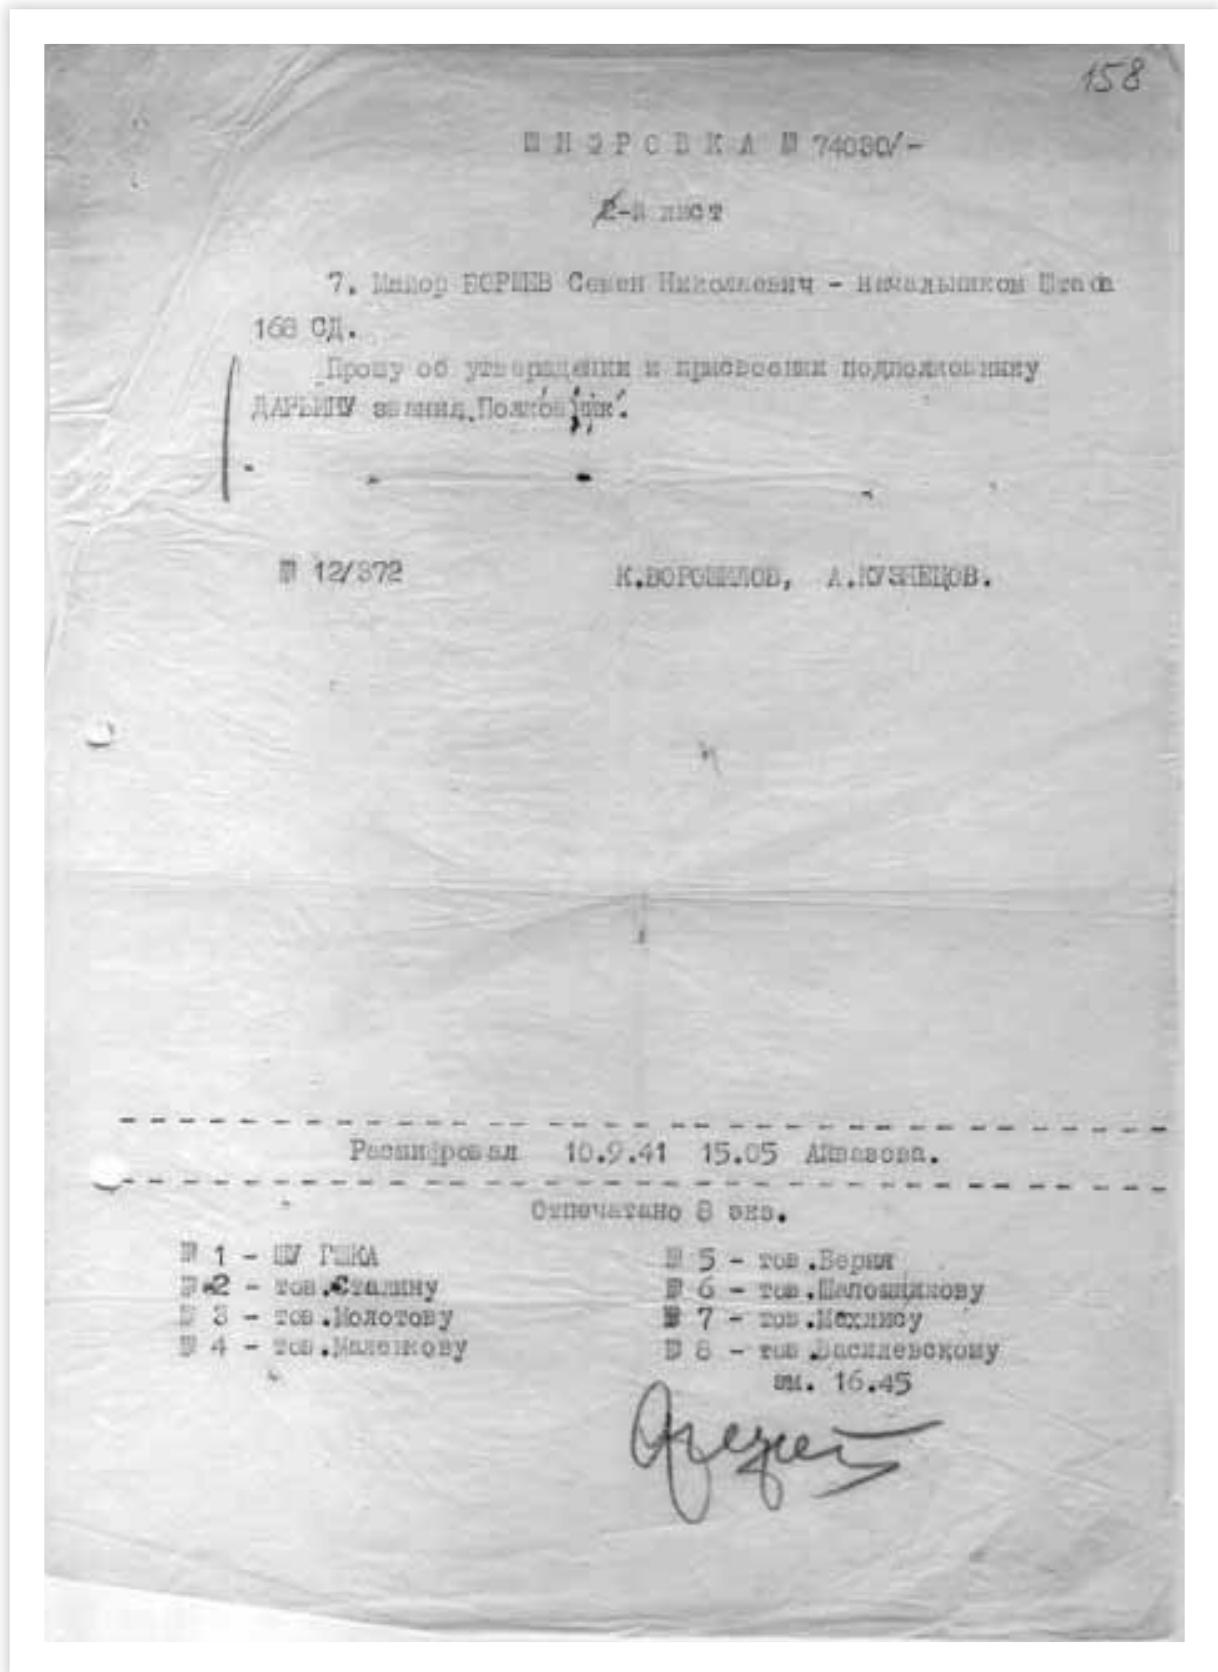 158
ШИФРОВКА № 74080/-
2-й лист
7. Майор БОРЩЕВ Семен Николаевич - начальником Штаба
168 СД.
Прошу об утверждении и присвоении подполковнику
ДАРЬИНУ звания "Полковник".
№ 12/372 К.ВОРОШИЛОВ, А.КУЗНЕЦОВ.
Расшифровал 10.9.41 15.05 Айвазова.
Отпечатано 8 экз.
№ 1 - ШУ ГШКА
№ 2 - тов.Сталину
№ 3 - тов.Молотову
№ 4 - тов.Маленкову
№ 5 - тов.Берия
№ 6 - тов.Шапошникову
№ 7 - тов.Мехлису
№ 8 - тов.Василевскому
16.45